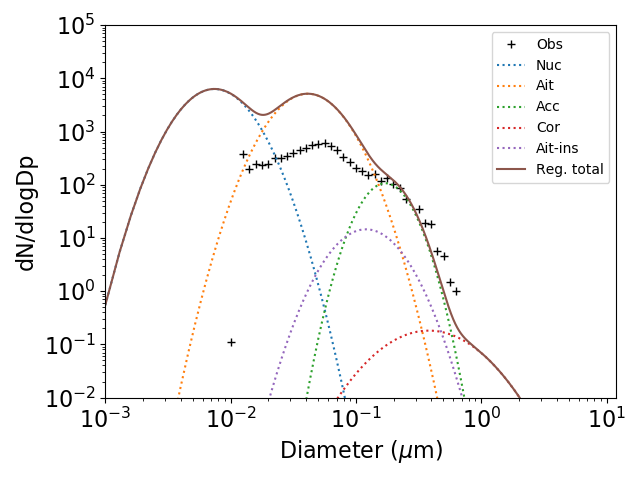 10^5
10^4
10^3
10^2
10^1
10^0
10^−1
10^−2
dN/dlogDp
10^−3 10^−2 10^−1 10^0 10^1
Diameter (μm)
Obs
Nuc
Ait
Acc
Cor
Ait-ins
Reg. total